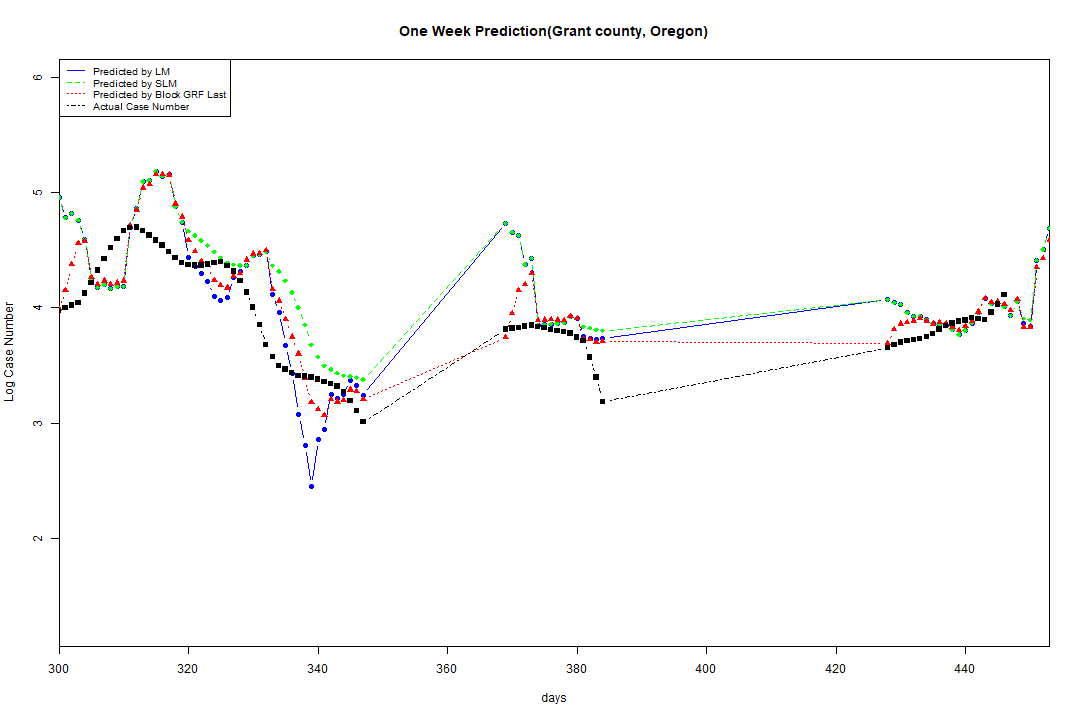 One Week Prediction(Grant county, Oregon)
Predicted by LM
Predicted by SLM
Predicted by Block GRF Last
Actual Case Number
6
5
4
3
2
Log Case Number
300 320 340 360 380 400 420 440
days